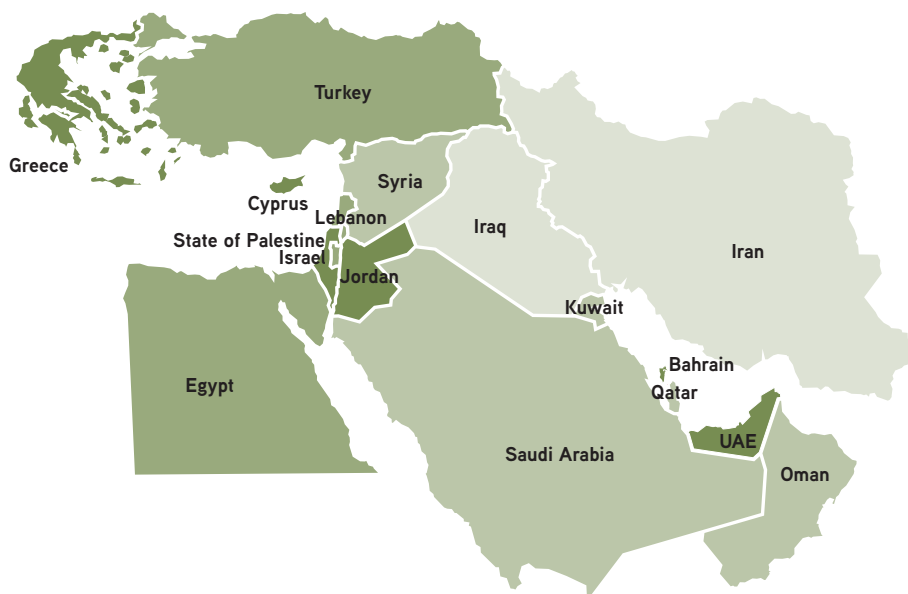 Turkey
Greece
Syria
Cyprus
Lebanon
State of Palestine
Israel
Iraq
Iran
Jordan
Kuwait
Bahrain
Qatar
Egypt
UAE
Saudi Arabia
Oman